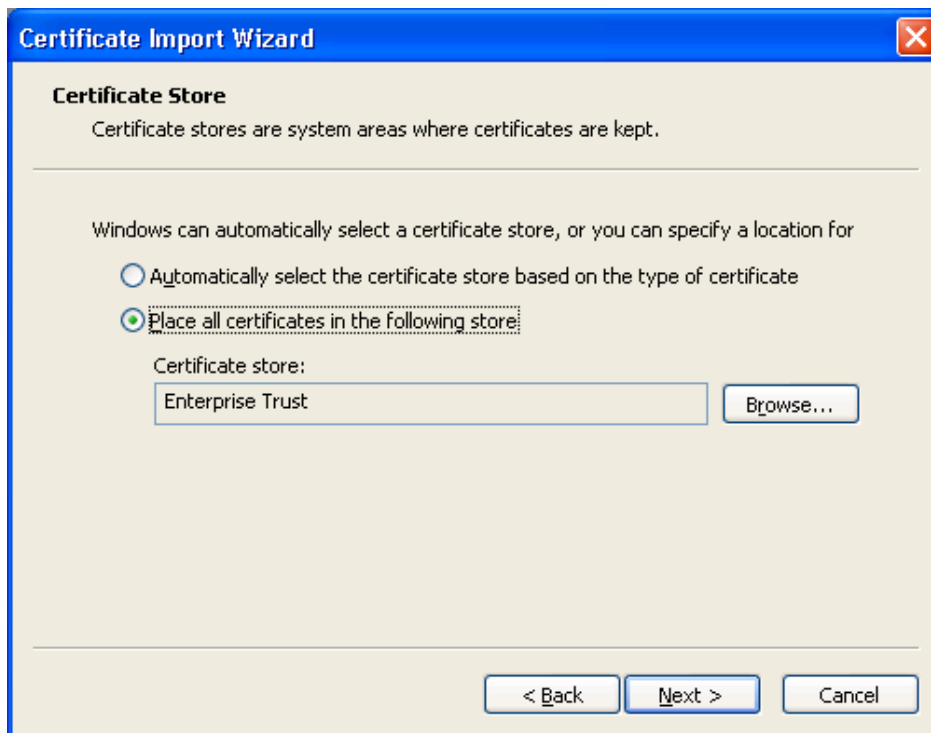 Certificate Import Wizard
Certificate Store
Certificate stores are system areas where certificates are kept.
Windows can automatically select a certificate store, or you can specify a location for
Automatically select the certificate store based on the type of certificate
Place all certificates in the following store
Certificate store:
Enterprise Trust
Browse...
< Back
Next >
Cancel